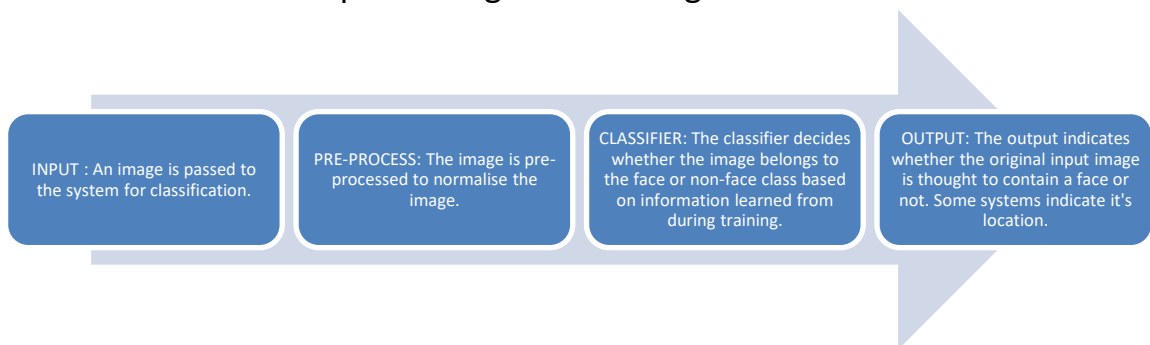 INPUT : An image is passed to
the system for classification.
PRE-PROCESS: The image is pre-
processed to normalise the
image.
CLASSIFIER: The classifier decides
whether the image belongs to
the face or non-face class based
on information learned from
during training.
OUTPUT: The output indicates
whether the original input image
is thought to contain a face or
not. Some systems indicate it's
location.